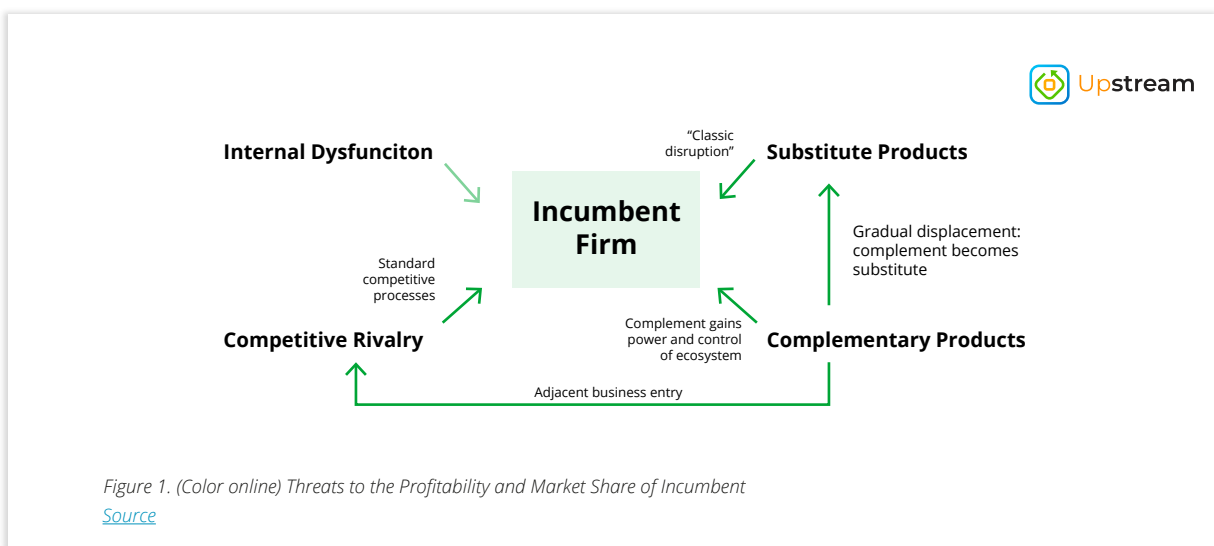 Upstream
Internal Dysfunciton
"Classic
disruption"
Substitute Products
Incumbent
Firm
Gradual displacement:
complement becomes
substitute
Standard
competitive
processes
Competitive Rivalry
Complement gains
power and control
of ecosystem
Complementary Products
Adjacent business entry
Figure 1. (Color online) Threats to the Profitability and Market Share of Incumbent
Source